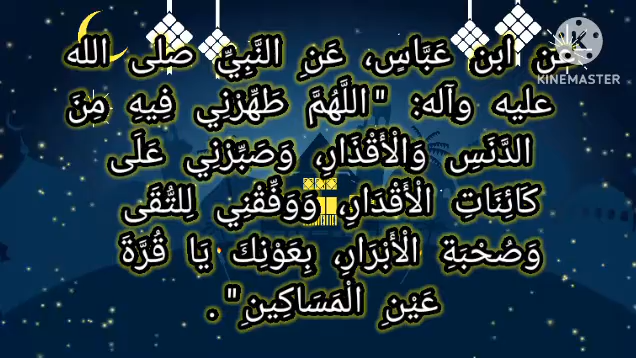 عن ابن عَبَّاسٍ، عَنِ النَّبِيِّ صلى الله
KINEMASTER
عليه وآله: "اللَّهُمَّ طَهِّرْنِي فِيهِ مِنَ
الدَّنَسِ وَالْأَقْذَارِ، وَصَبِّرْنِي عَلَى
كَائِنَاتِ الْأَقْدَارِ، وَوَفِّقْنِي لِلتُّقَى
وَصُحْبَةِ الْأَبْرَارِ، بِعَوْنِكَ يَا قُرَّةَ
عَيْنِ الْمَسَاكِينِ".